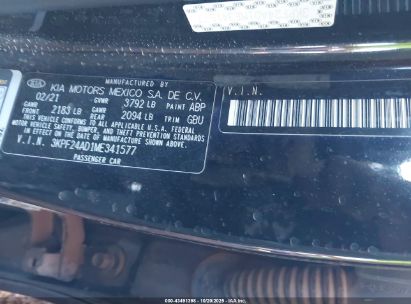 MANUFACTURED BY
KIA KIA MOTORS MEXICO S.A. DE C.V.
02/21 GVWR 3792 LB PAINT ABP
GAWR FRONT 2183 LB GAWR REAR 2094 LB TRIM GBU
THIS VEHICLE CONFORMS TO ALL APPLICABLE U.S. FEDERAL
MOTOR VEHICLE SAFETY, BUMPER, AND THEFT PREVENTION
STANDARDS IN EFFECT ON THE DATE OF MANUFACTURE SHOWN ABOVE.
V.I.N. 3KPF24AD1ME341577
PASSENGER CAR
V.I.N.